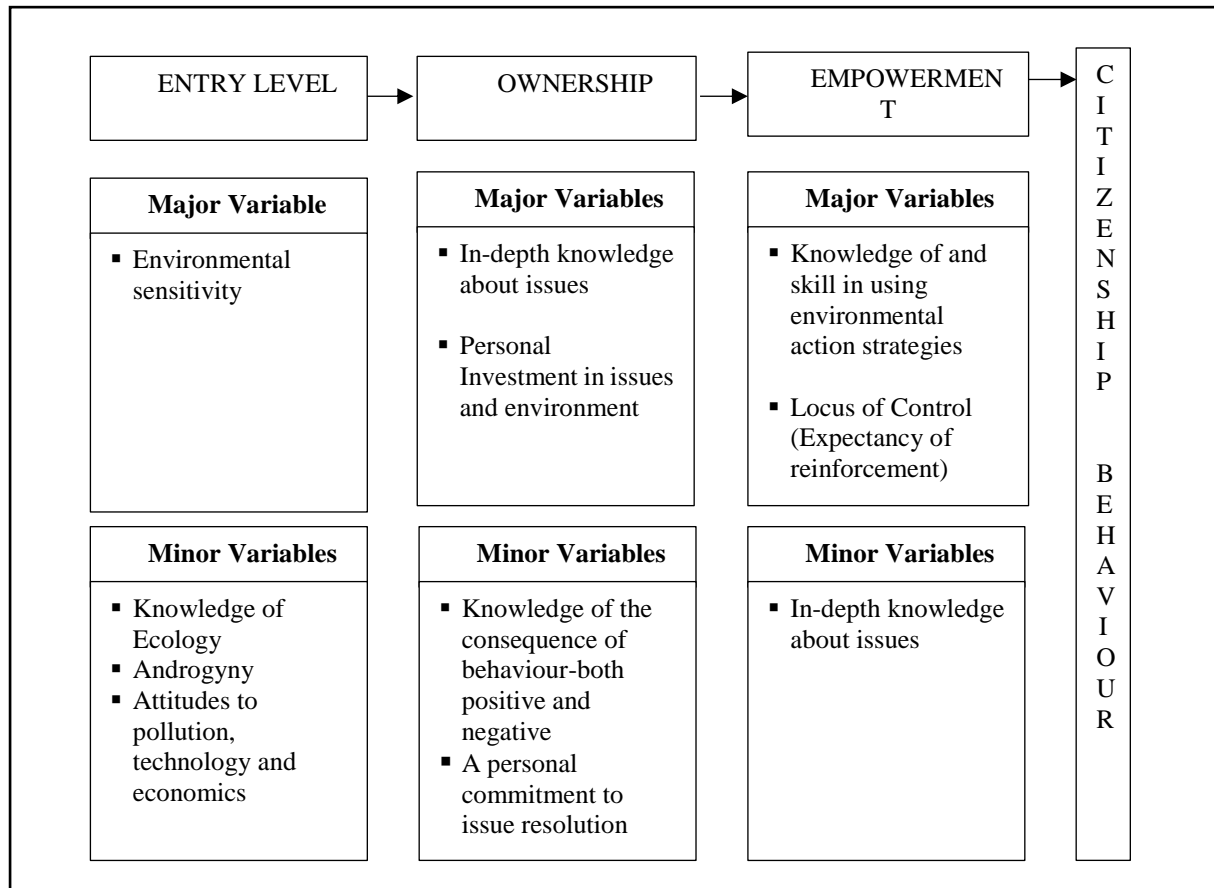 ENTRY LEVEL
OWNERSHIP
EMPOWERMEN
T
Major Variable
▪ Environmental
sensitivity
Major Variables
▪ In-depth knowledge
about issues
▪ Personal
Investment in issues
and environment
Major Variables
▪ Knowledge of and
skill in using
environmental
action strategies
▪ Locus of Control
(Expectancy of
reinforcement)
Minor Variables
▪ Knowledge of
Ecology
▪ Androgyny
▪ Attitudes to
pollution,
technology and
economics
Minor Variables
▪ Knowledge of the
consequence of
behaviour-both
positive and
negative
▪ A personal
commitment to
issue resolution
Minor Variables
▪ In-depth knowledge
about issues
C
I
T
I
Z
E
N
S
H
I
P
B
E
H
A
V
I
O
U
R